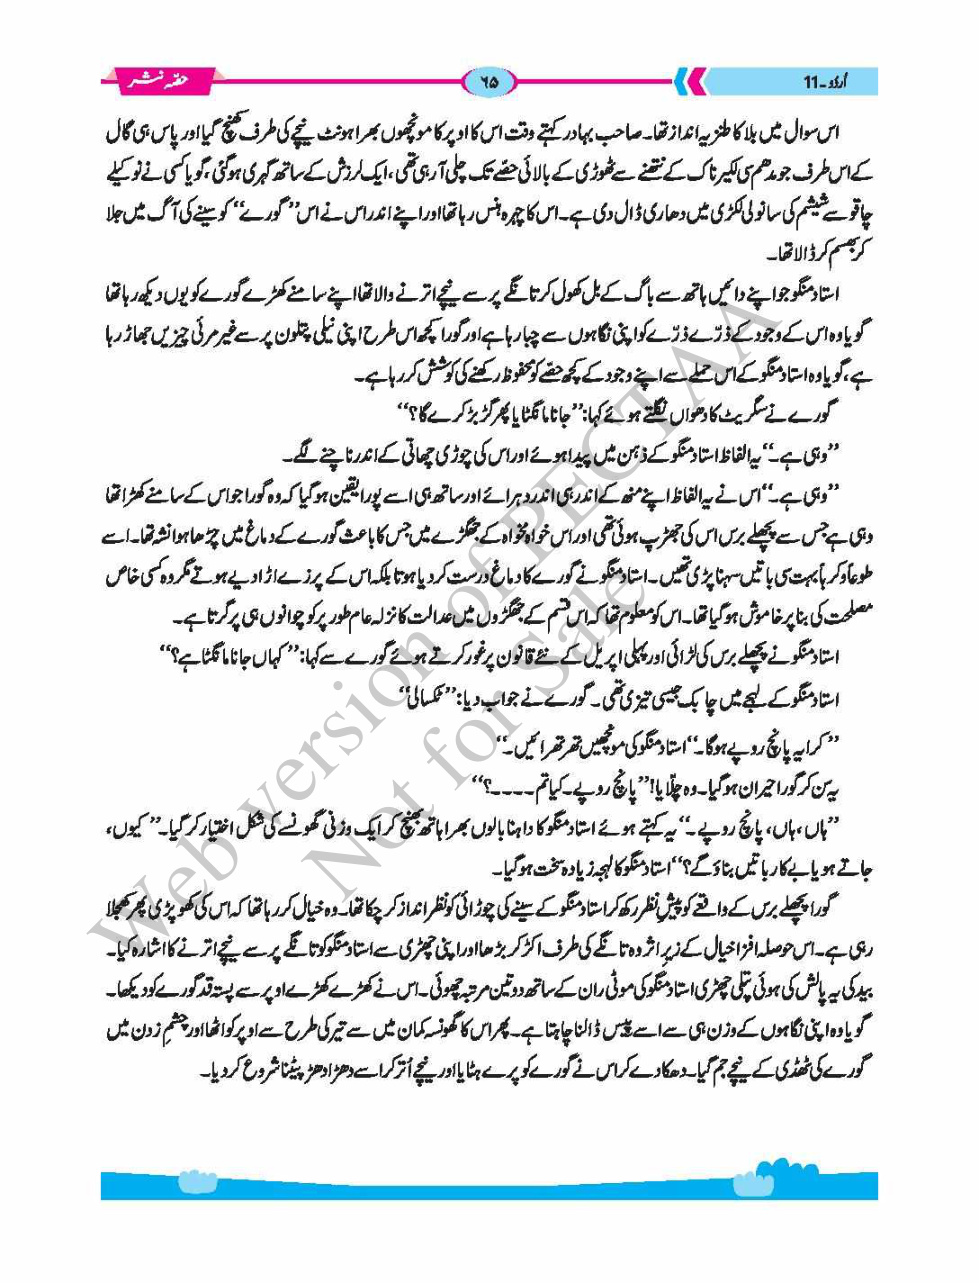 اُردُو۔11
۶۵
حصّہ نثر
اس سوال میں بلا کا طنزیہ انداز تھا۔ صاحب بہادر کہتے وقت اس کا اوپر کا مونچھوں بھرا ہونٹ نیچے کی طرف کھنچ گیا اور پاس ہی گال
کے اس طرف جو مدھم سی لکیر ناک کے نتھنے سے ٹھوڑی کے بالائی حصّے تک چلی آ رہی تھی، ایک لرزش کے ساتھ گہری ہو گئی، گویا کسی نے نوکیلے
چاقو سے شیشم کی سانولی لکڑی میں دھاری ڈال دی ہے۔ اس کا چہرہ ہنس رہا تھا اور اپنے اندر اس نے اس ’’گورے‘‘ کو سینے کی آگ میں جلا
کر بھسم کر ڈالا تھا۔
استاد منگو جو اپنے دائیں ہاتھ سے باگ کے بل کھول کر تانگے پر سے نیچے اترنے والا تھا اپنے سامنے کھڑے گورے کو یوں دیکھ رہا تھا
گویا وہ اس کے وجود کے ذرّے ذرّے کو اپنی نگاہوں سے چبا رہا ہے اور گورا کچھ اس طرح اپنی نیلی پتلون پر سے غیر مرئی چیزیں جھاڑ رہا
ہے، گویا وہ استاد منگو کے اس حملے سے اپنے وجود کے کچھ حصّے کو محفوظ رکھنے کی کوشش کر رہا ہے۔
گورے نے سگریٹ کا دھواں نگلتے ہوئے کہا: ’’جانا مانگٹا یا پھر گڑبڑ کرے گا؟‘‘
’’وہی ہے۔‘‘ یہ الفاظ استاد منگو کے ذہن میں پیدا ہوئے اور اس کی چوڑی چھاتی کے اندر ناچنے لگے۔
’’وہی ہے۔‘‘ اس نے یہ الفاظ اپنے منھ کے اندر ہی اندر دہرائے اور ساتھ ہی اسے پورا یقین ہو گیا کہ وہ گورا جو اس کے سامنے کھڑا تھا
وہی ہے جس سے پچھلے برس اس کی جھڑپ ہوئی تھی اور اس خواہ مخواہ کے جھگڑے میں جس کا باعث گورے کے دماغ میں چڑھا ہوا نشہ تھا۔ اسے
طوعاً و کرہاً بہت سی باتیں سہنا پڑی تھیں۔ استاد منگو نے گورے کا دماغ درست کر دیا ہوتا بلکہ اس کے پرزے اڑا دیے ہوتے مگر وہ کسی خاص
مصلحت کی بنا پر خاموش ہو گیا تھا۔ اس کو معلوم تھا کہ اس قسم کے جھگڑوں میں عدالت کا نزلہ عام طور پر کوچوانوں ہی پر گرتا ہے۔
استاد منگو نے پچھلے برس کی لڑائی اور پہلی اپریل کے نئے قانون پر غور کرتے ہوئے گورے سے کہا: ’’کہاں جانا مانگٹا ہے؟‘‘
استاد منگو کے لہجے میں چابک جیسی تیزی تھی۔ گورے نے جواب دیا: ’’ٹکسالی‘‘
’’کرایہ پانچ روپے ہوگا۔‘‘ استاد منگو کی مونچھیں تھرتھرائیں۔‘‘
یہ سن کر گورا حیران ہو گیا۔ وہ چلّایا! ’’پانچ روپے۔ کیا تم ۔۔۔۔؟‘‘
’’ہاں، ہاں، پانچ روپے۔‘‘ یہ کہتے ہوئے استاد منگو کا داہنا بالوں بھرا ہاتھ بھنچ کر ایک وزنی گھونسے کی شکل اختیار کر گیا۔ ’’کیوں،
جاتے ہو یا بے کار باتیں بناؤ گے؟‘‘ استاد منگو کا لہجہ زیادہ سخت ہو گیا۔
گورا پچھلے برس کے واقعے کو پیشِ نظر رکھ کر استاد منگو کے سینے کی چوڑائی کو نظر انداز کر چکا تھا۔ وہ خیال کر رہا تھا کہ اس کی کھوپڑی پھر کھجلا
رہی ہے۔ اس حوصلہ افزا خیال کے زیرِ اثر وہ تانگے کی طرف اکڑ کر بڑھا اور اپنی چھڑی سے استاد منگو کو تانگے پر سے نیچے اترنے کا اشارہ کیا۔
بید کی یہ پالش کی ہوئی پتلی چھڑی استاد منگو کی موٹی ران کے ساتھ دو تین مرتبہ چھوئی۔ اس نے کھڑے کھڑے اوپر سے پستہ قد گورے کو دیکھا۔
گویا وہ اپنی نگاہوں کے وزن ہی سے اسے پیس ڈالنا چاہتا ہے۔ پھر اس کا گھونسہ کمان میں سے تیر کی طرح سے اوپر کو اٹھا اور چشمِ زدن میں
گورے کی ٹھڈی کے نیچے جم گیا۔ دھکا دے کر اس نے گورے کو پرے ہٹایا اور نیچے اُتر کر اسے دھڑا دھڑ پیٹنا شروع کر دیا۔
Web version of PECTAA
Not for Sale